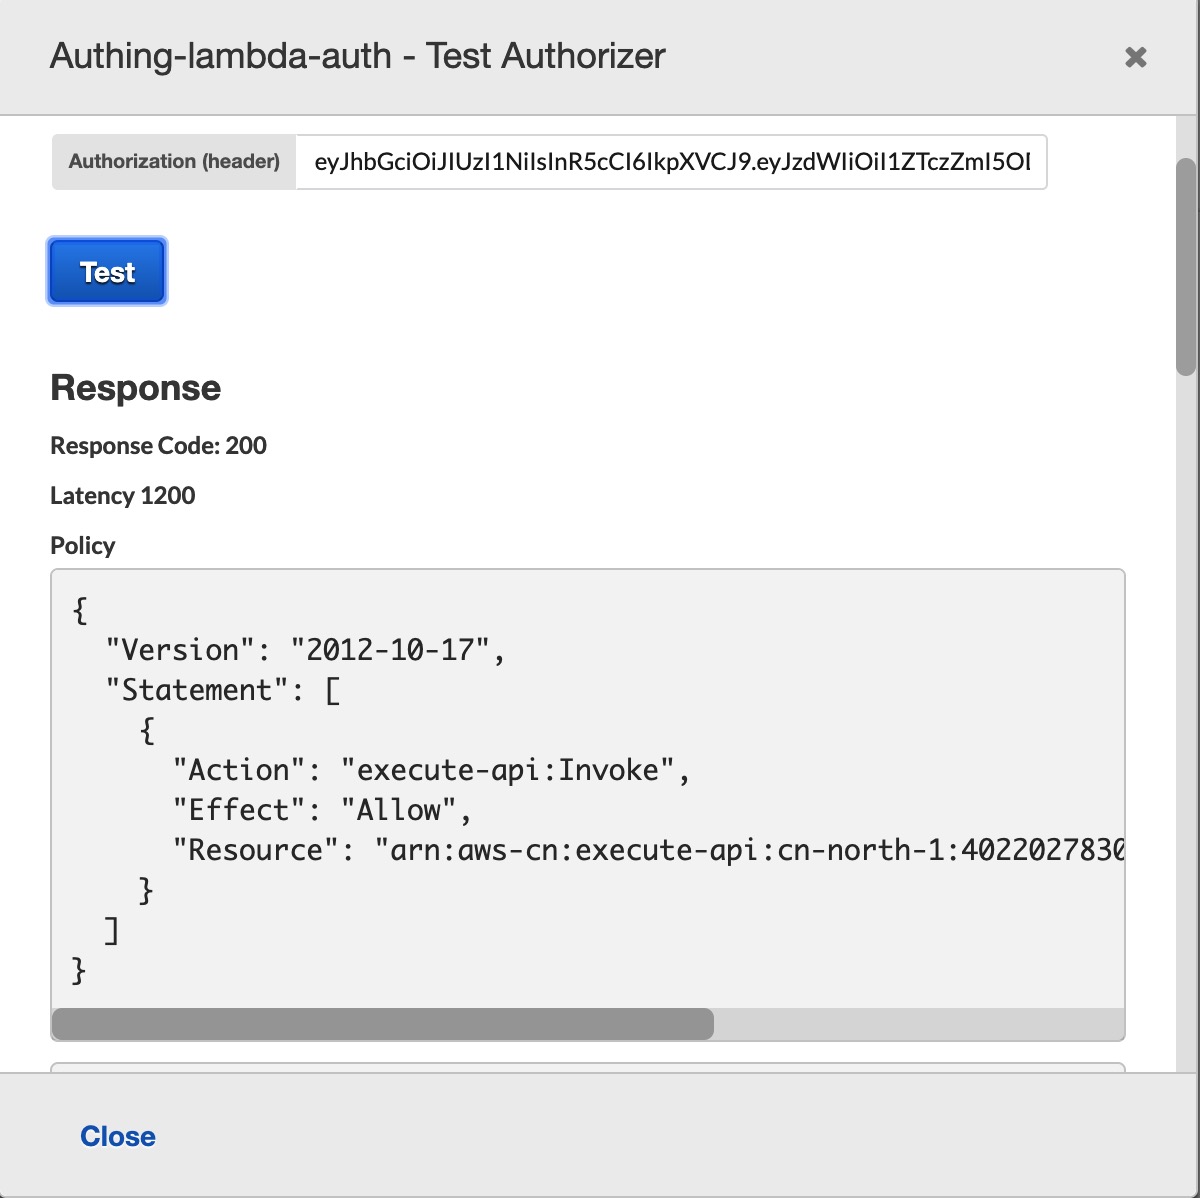 Authing-lambda-auth - Test Authorizer
Authorization (header) eyJhbGciOiJIUzI1NiIsInR5cCI6IkpXVCJ9.eyJzdWIiOiI1ZTczZmI5OI
Test
Response
Response Code: 200
Latency 1200
Policy
{
"Version": "2012-10-17",
"Statement": [
{
"Action": "execute-api:Invoke",
"Effect": "Allow",
"Resource": "arn:aws-cn:execute-api:cn-north-1:4022027830
}
]
}
Close